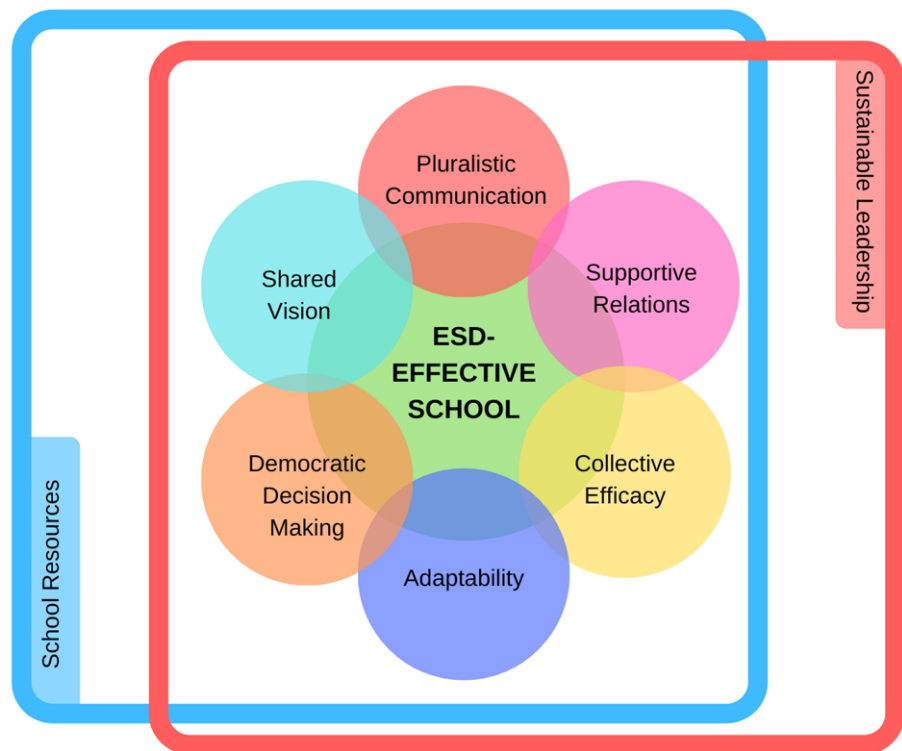 Pluralistic
Communication
Shared
Vision
Supportive
Relations
ESD-
EFFECTIVE
SCHOOL
Democratic
Decision
Making
Collective
Efficacy
Adaptability
School Resources
Sustainable Leadership